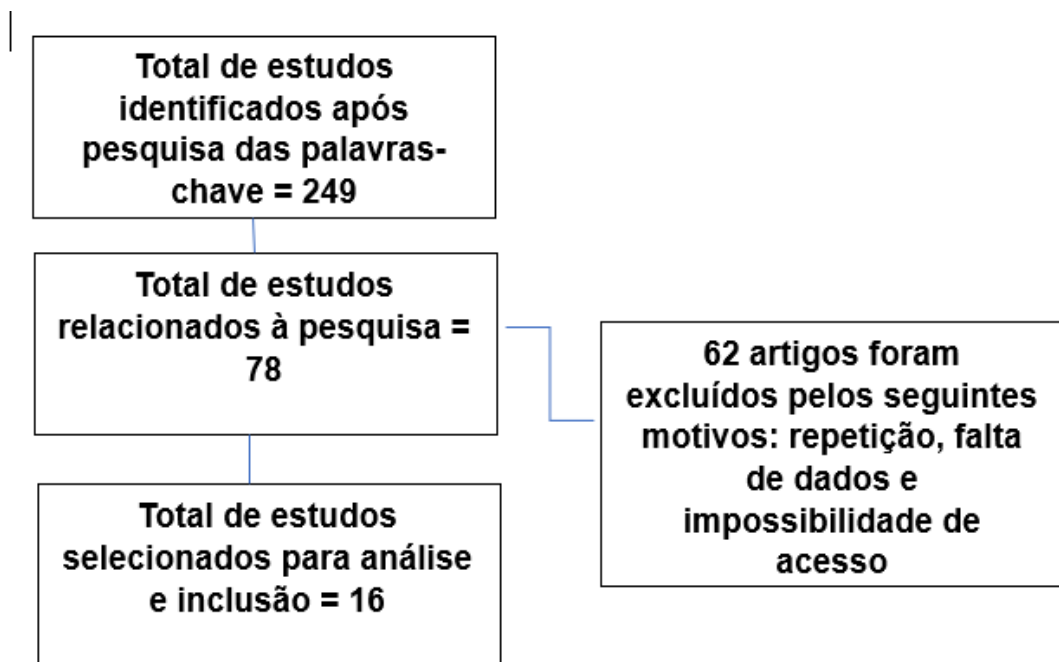 Total de estudos
identificados após
pesquisa das palavras-
chave = 249
Total de estudos
relacionados à pesquisa =
78
62 artigos foram
excluídos pelos seguintes
motivos: repetição, falta
de dados e
impossibilidade de
acesso
Total de estudos
selecionados para análise
e inclusão = 16